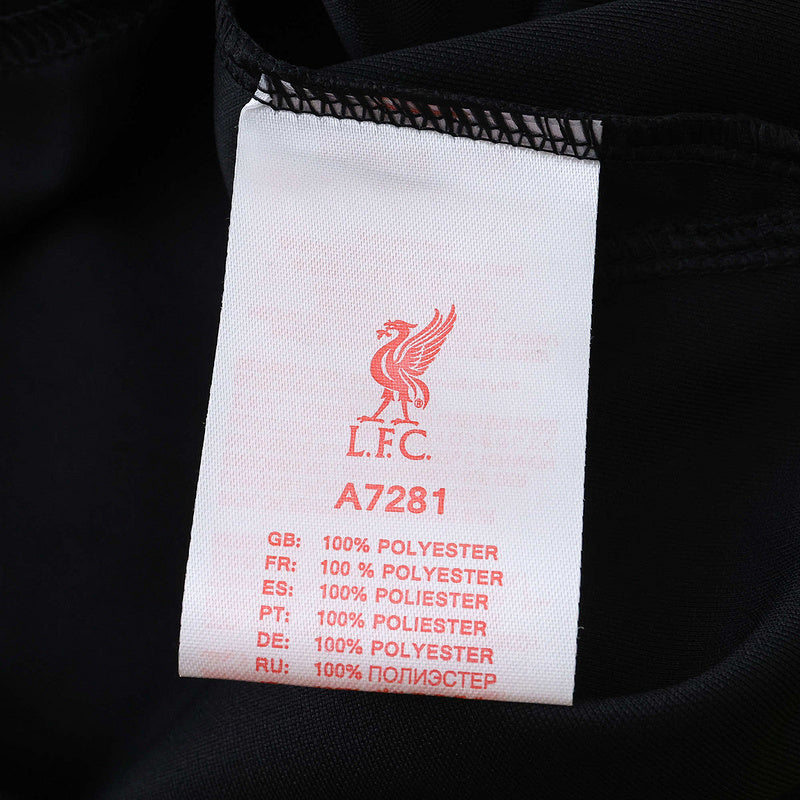 L.F.C.
A7281
GB: 100% POLYESTER
FR: 100 % POLYESTER
ES: 100% POLIESTER
PT: 100% POLIESTER
DE: 100% POLYESTER
RU: 100% ПОЛИЭСТЕР